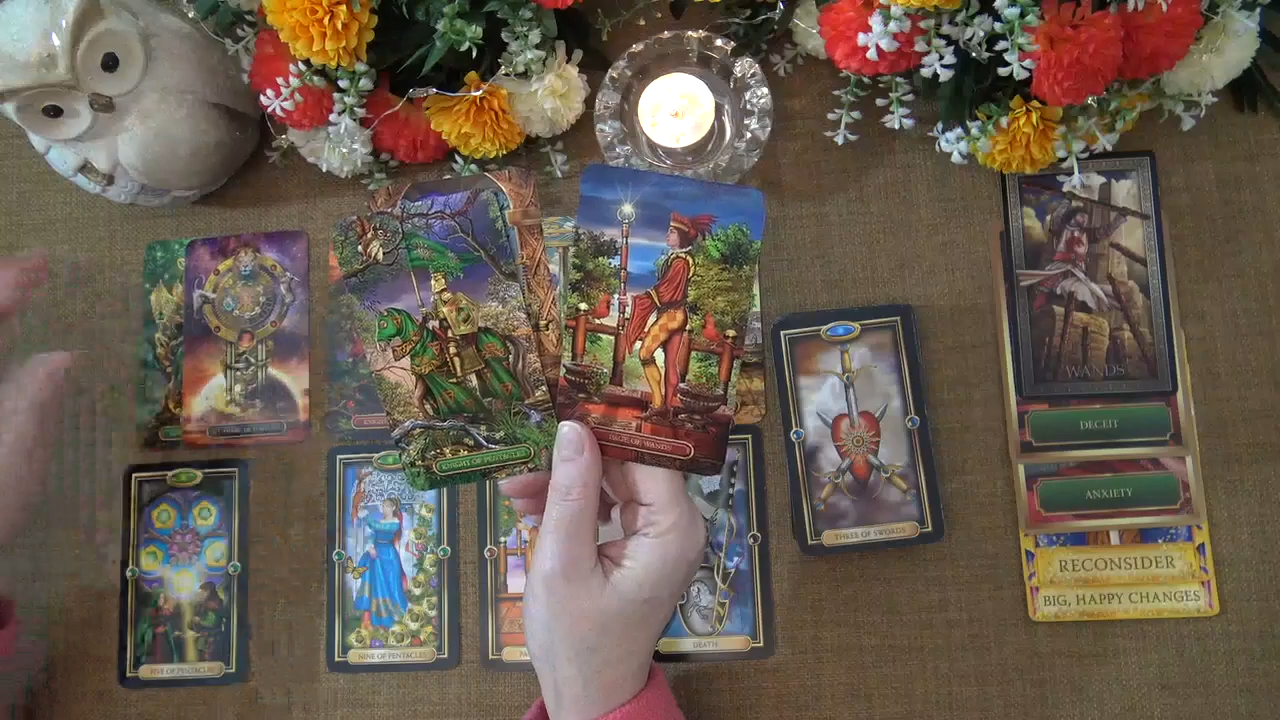 KNIGHT OF PENTACLES
PAGE OF WANDS
THREE OF SWORDS
FIVE OF PENTACLES
NINE OF PENTACLES
DEATH
WANDS
DECEIT
ANXIETY
RECONSIDER
BIG, HAPPY CHANGES